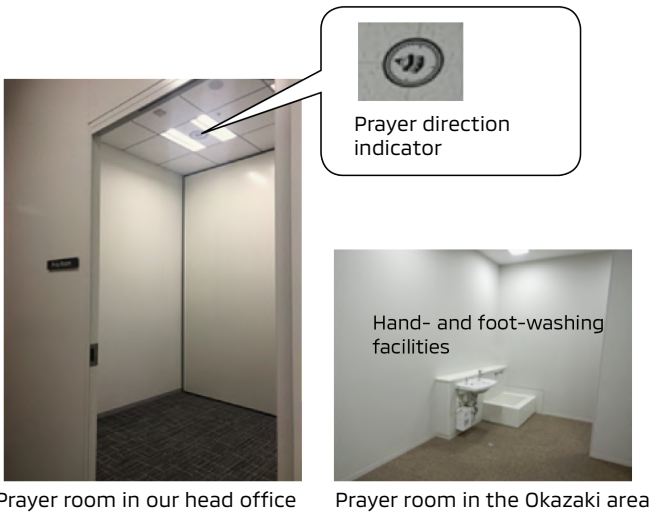 Prayer direction
indicator
Hand- and foot-washing
facilities
Prayer room in our head office
Prayer room in the Okazaki area